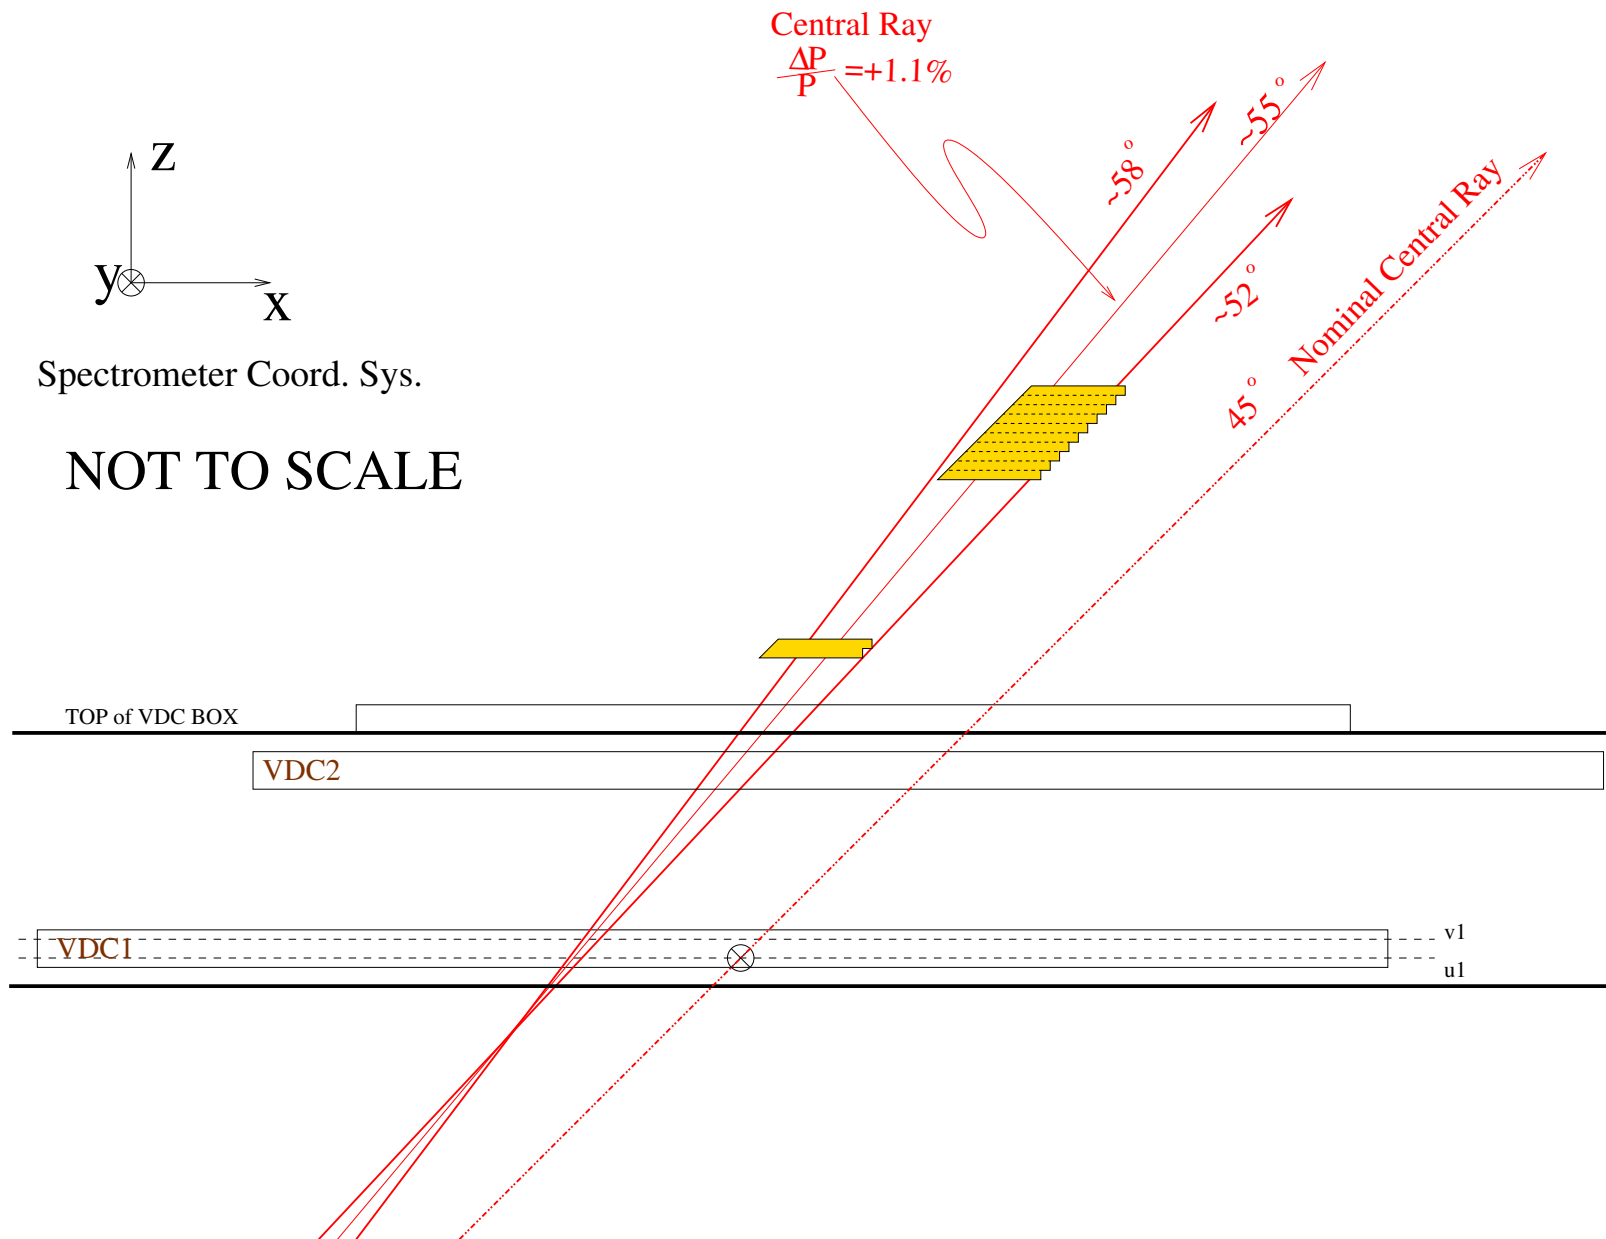 Central Ray
ΔP
P
=+1.1%
~58°
~55°
~52°
45° Nominal Central Ray
z
y
x
Spectrometer Coord. Sys.
NOT TO SCALE
TOP of VDC BOX
VDC2
VDC1
v1
u1